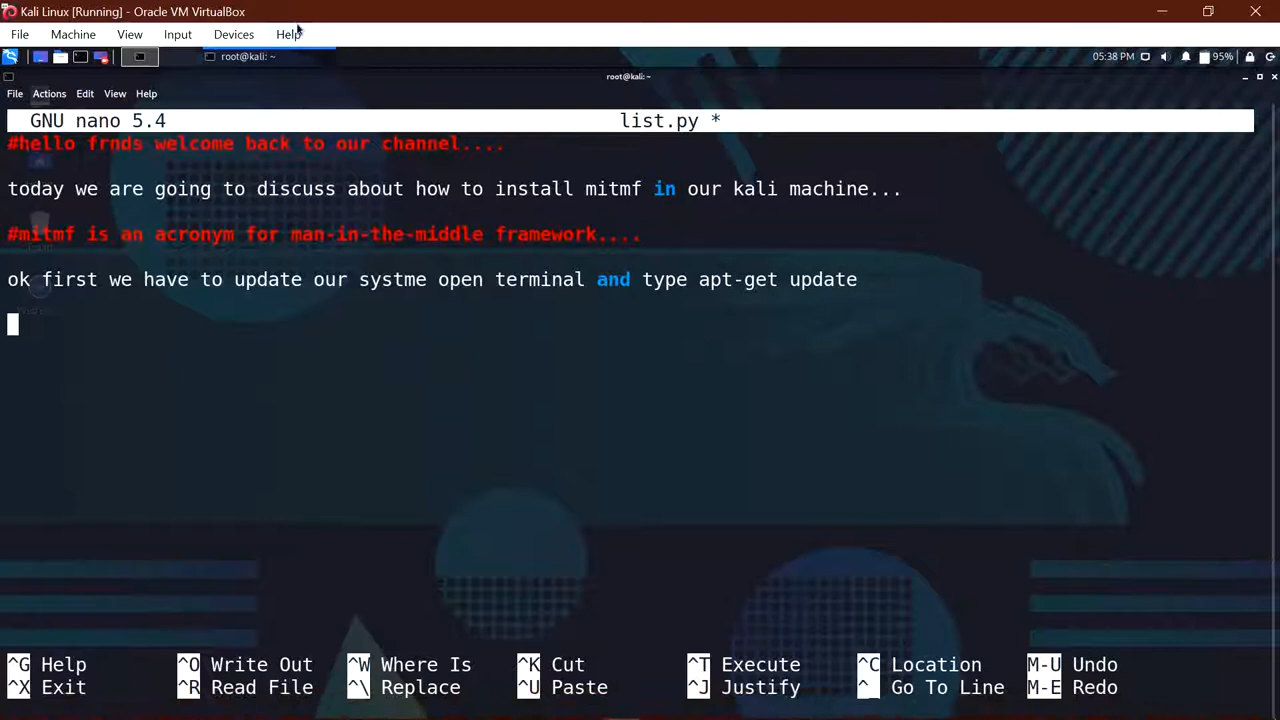 Kali Linux [Running] - Oracle VM VirtualBox
File Machine View Input Devices Help
root@kali: ~ 05:38 PM 95%
root@kali: ~
File Actions Edit View Help
GNU nano 5.4 list.py *
#hello frnds welcome back to our channel....
today we are going to discuss about how to install mitmf in our kali machine...
#mitmf is an acronym for man-in-the-middle framework....
ok first we have to update our systme open terminal and type apt-get update
^G Help ^O Write Out ^W Where Is ^K Cut ^T Execute ^C Location M-U Undo
^X Exit ^R Read File ^\ Replace ^U Paste ^J Justify ^ Go To Line M-E Redo